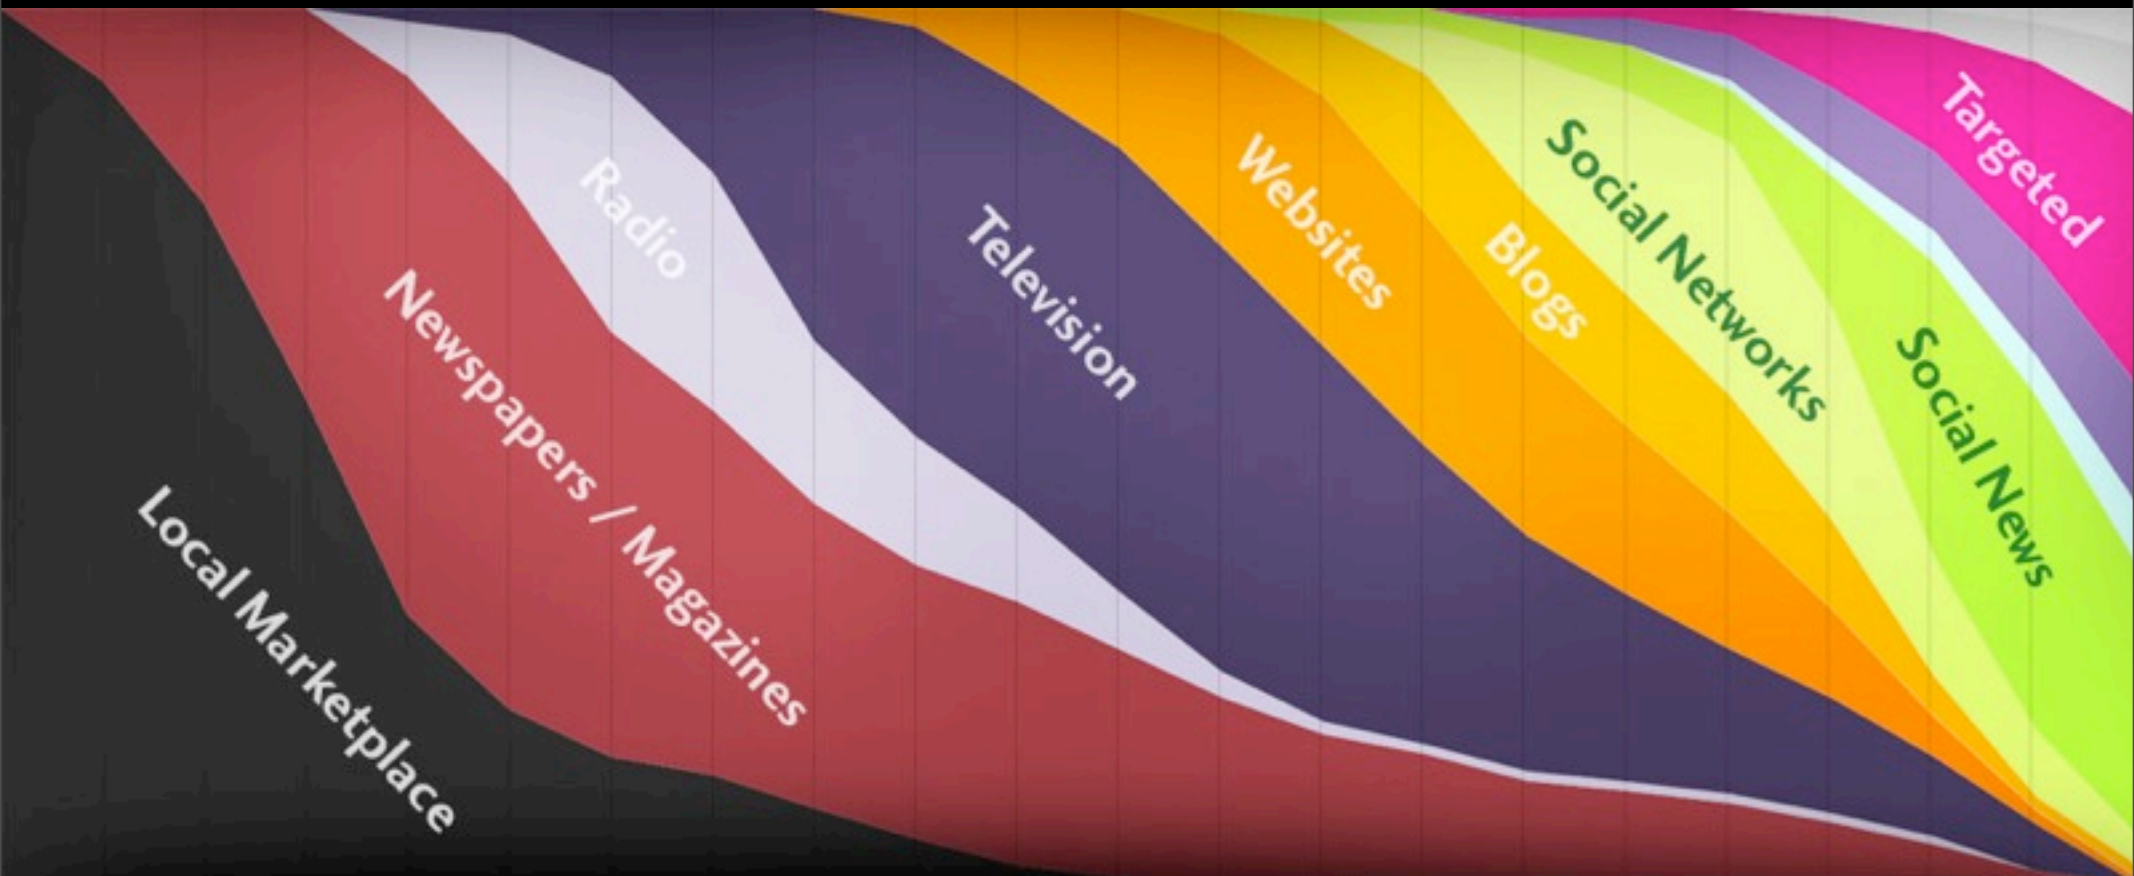 Local Marketplace
Newspapers / Magazines
Radio
Television
Websites
Blogs
Social Networks
Social News
Targeted